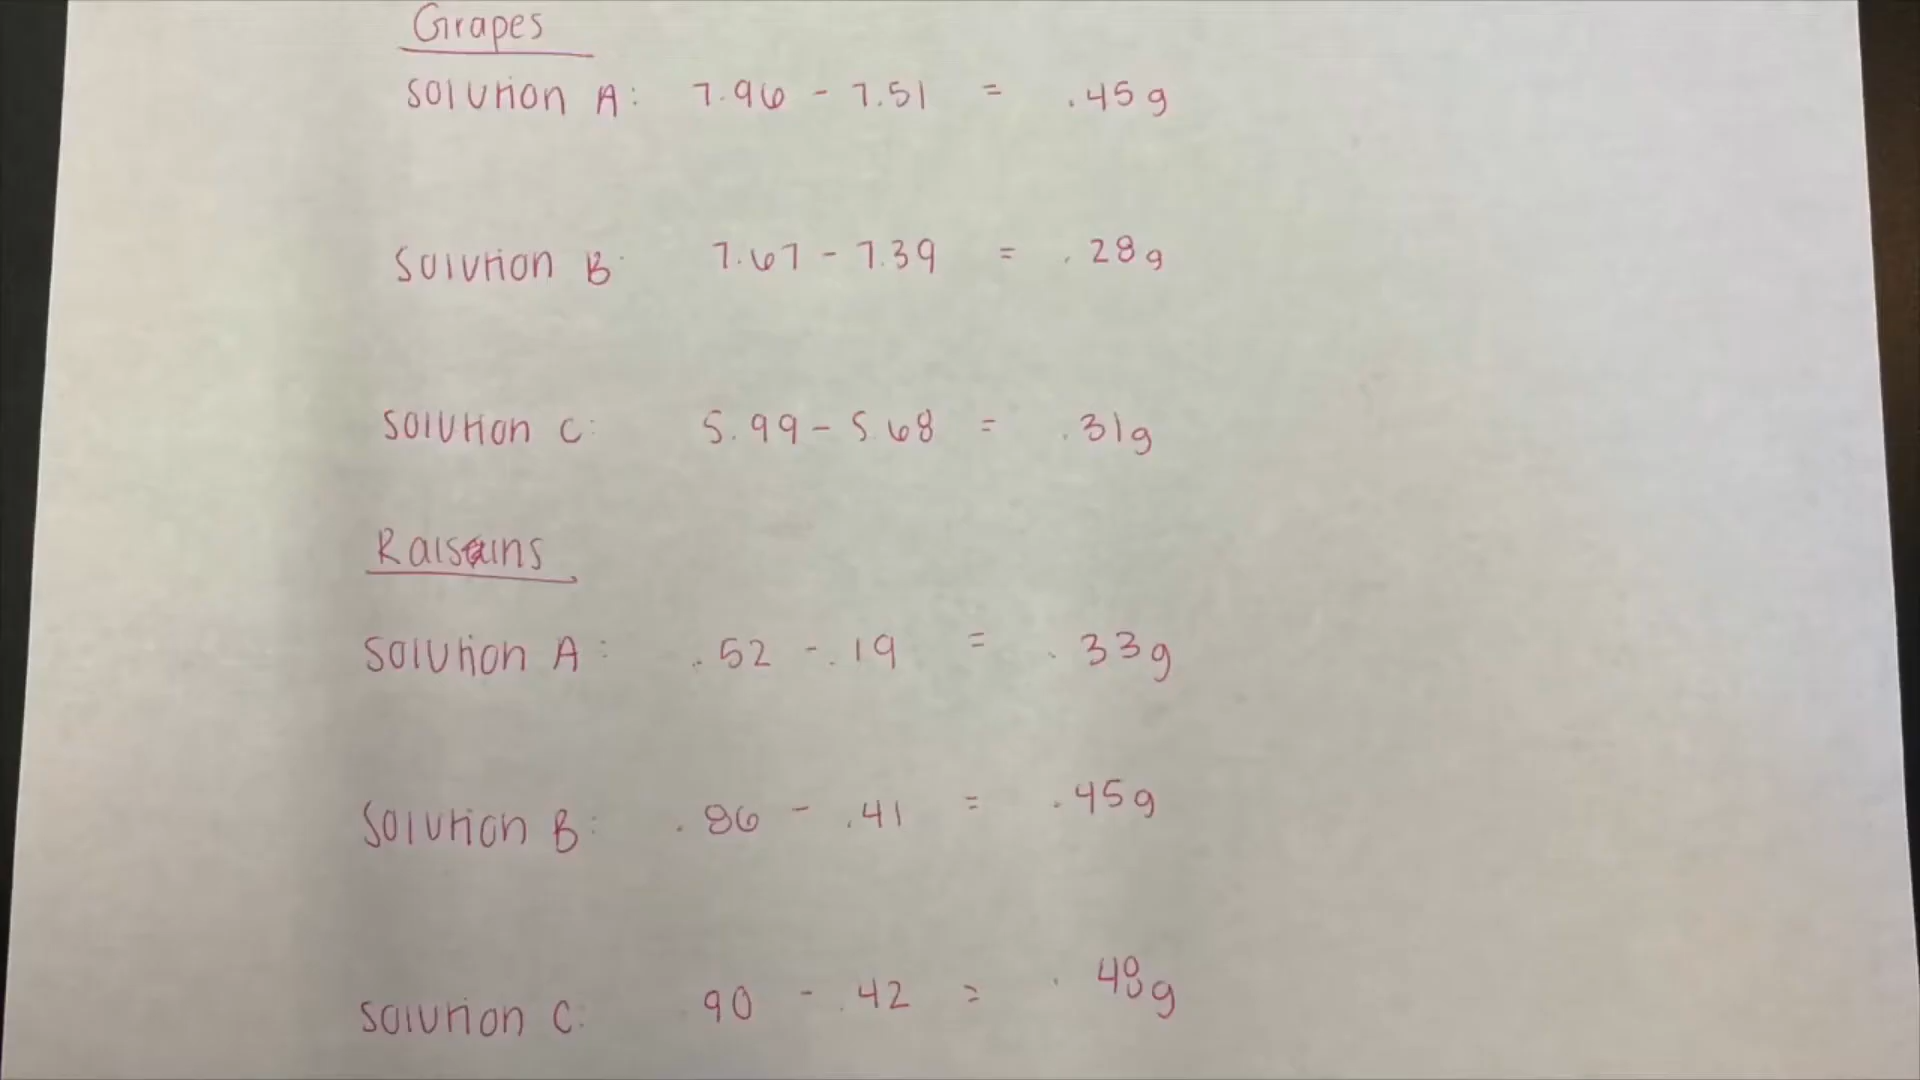 Grapes
Solution A: 7.96 - 7.51 = .45g
Solution B: 7.67 - 7.39 = .28g
Solution C: 5.99 - 5.68 = .31g
Raisins
Solution A: .52 - .19 = .33g
Solution B: .86 - .41 = .45g
Solution C: .90 - .42 = .48g